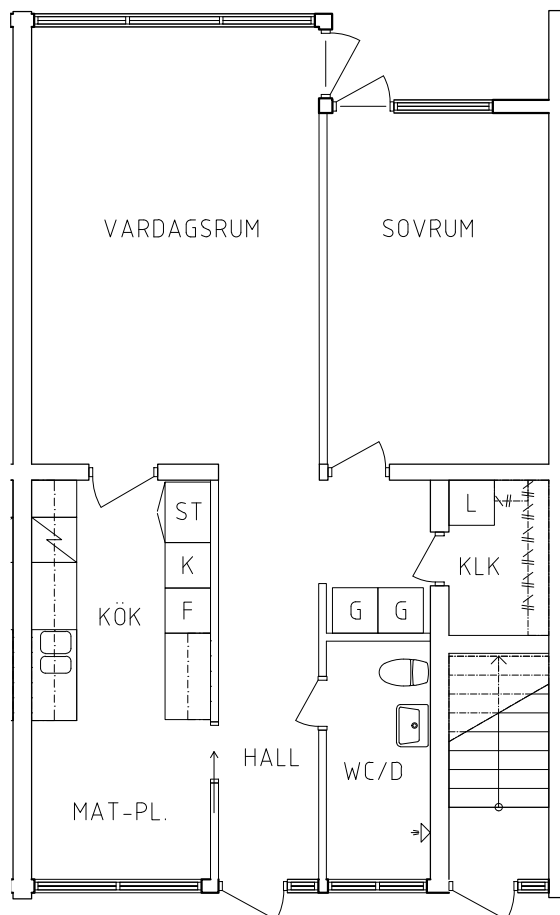 VARDAGSRUM
SOVRUM
ST
L
K
KLK
F
KÖK
G
G
HALL
WC/D
MAT-PL.